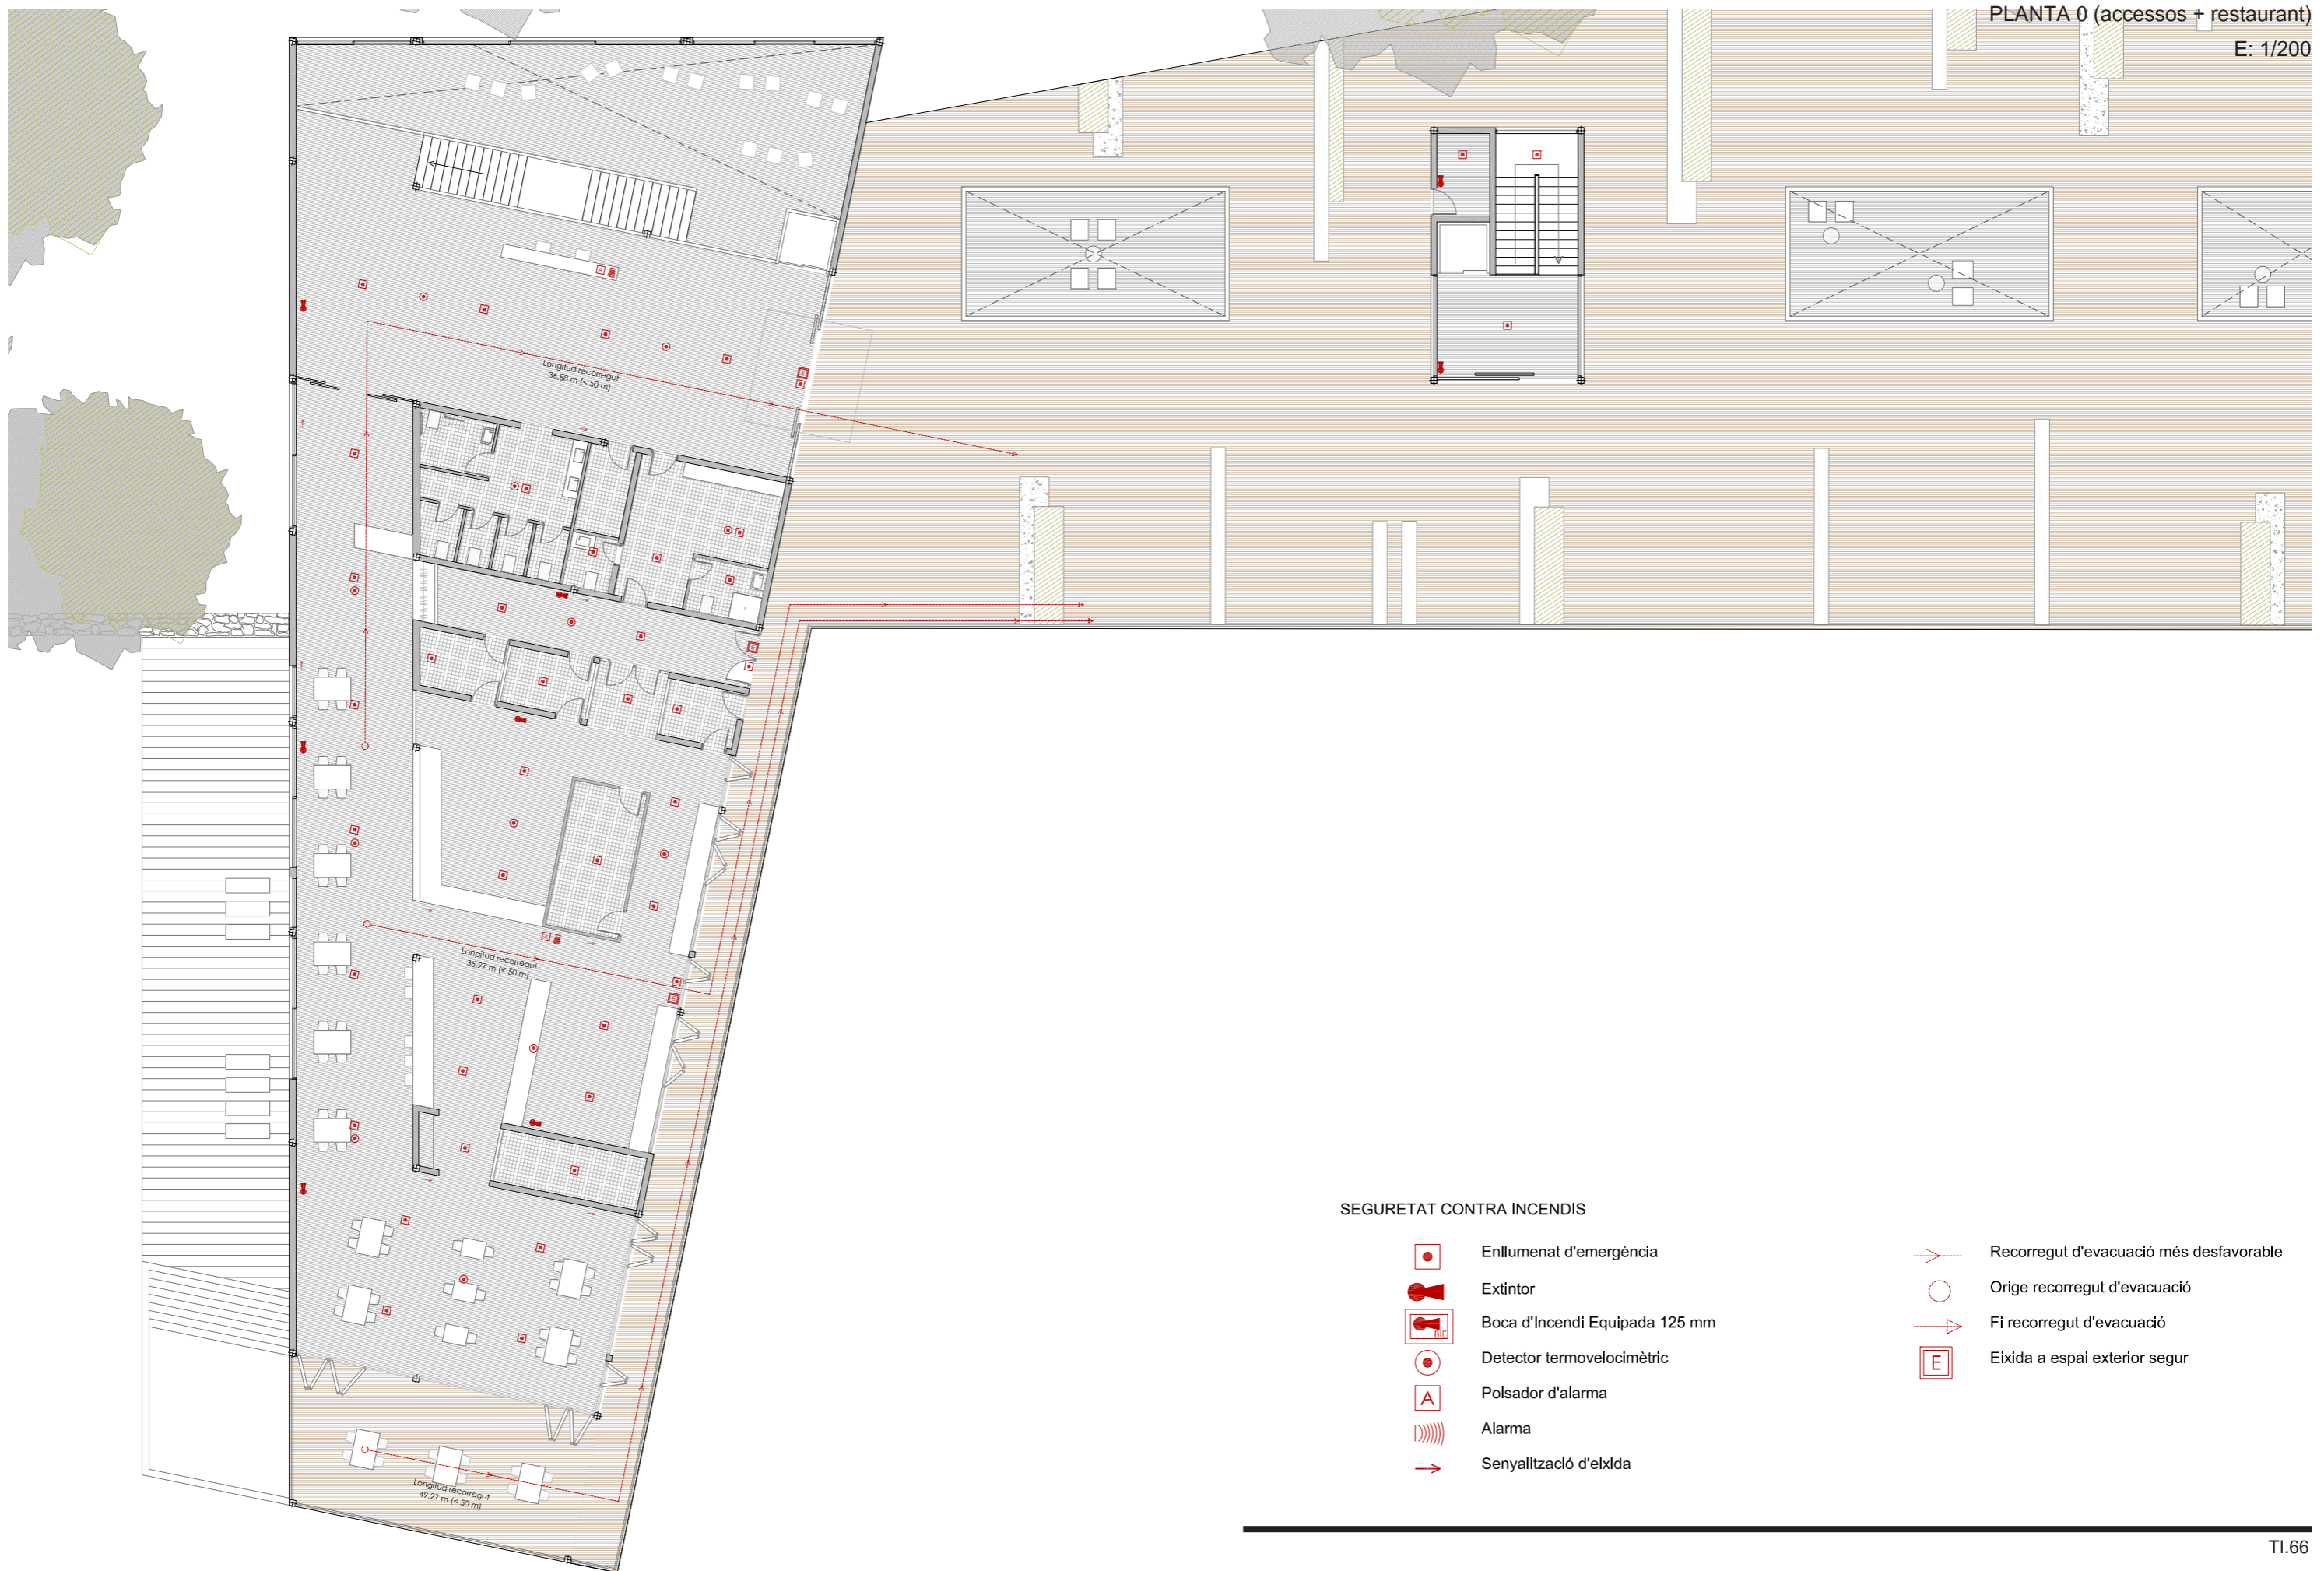 PLANTA 0 (accessos + restaurant)
E: 1/200
A
Longitud recorregut
36.88 m (< 50 m)
E
E
A
Longitud recorregut
35.27 m (< 50 m)
E
Longitud recorregut
49.27 m (< 50 m)
SEGURETAT CONTRA INCENDIS
Enllumenat d'emergència
Extintor
BIE
Boca d'Incendi Equipada 125 mm
Detector termovelocimètric
A
Polsador d'alarma
Alarma
Senyalització d'eixida
Recorregut d'evacuació més desfavorable
Orige recorregut d'evacuació
Fi recorregut d'evacuació
E
Eixida a espai exterior segur
TI.66